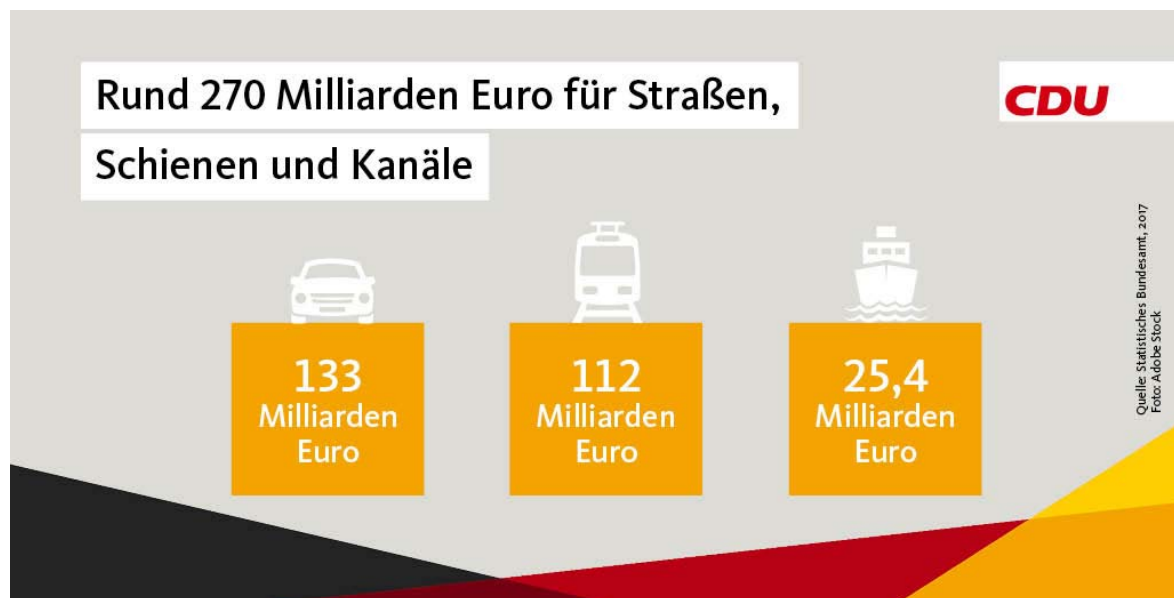 Rund 270 Milliarden Euro für Straßen,
Schienen und Kanäle
CDU
133
Milliarden
Euro
112
Milliarden
Euro
25,4
Milliarden
Euro
Quelle: Statistisches Bundesamt, 2017
Foto: Adobe Stock